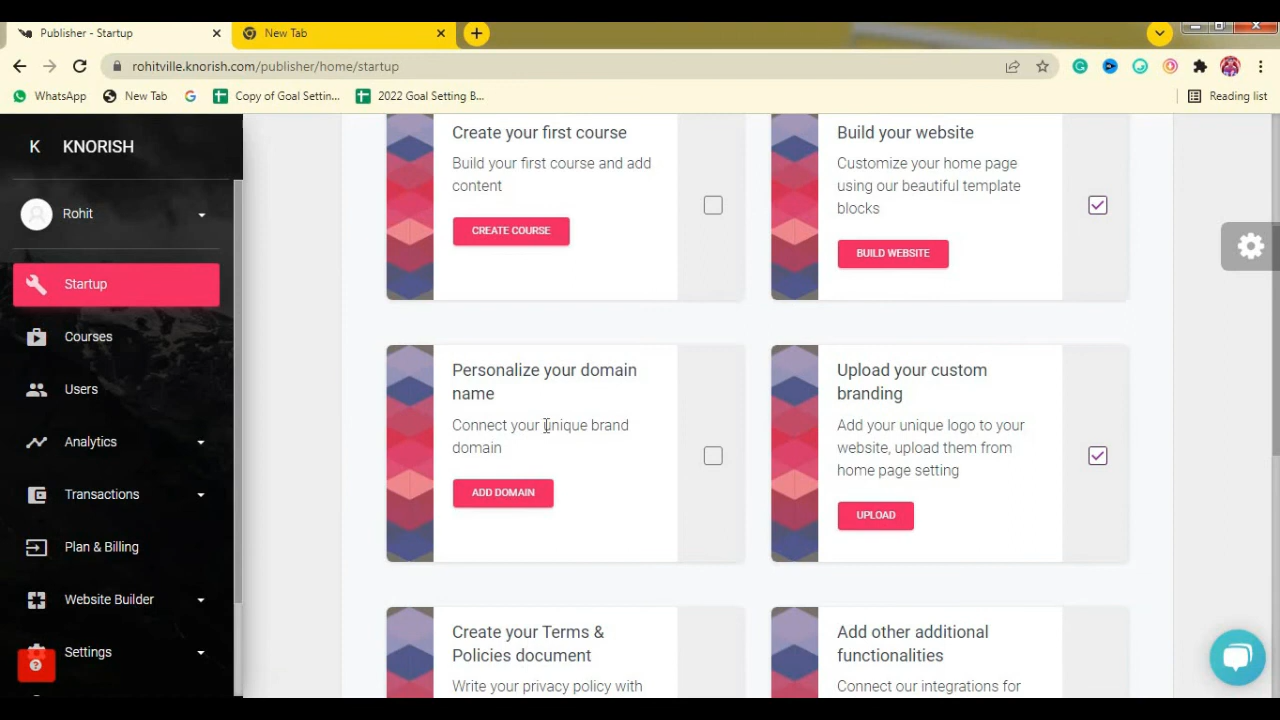 Publisher - Startup
New Tab
rohitville.knorish.com/publisher/home/startup
WhatsApp
New Tab
Copy of Goal Settin...
2022 Goal Setting B...
Reading list
K KNORISH
Rohit
Startup
Courses
Users
Analytics
Transactions
Plan & Billing
Website Builder
Settings
Create your first course
Build your first course and add
content
CREATE COURSE
Build your website
Customize your home page
using our beautiful template
blocks
BUILD WEBSITE
Personalize your domain
name
Connect your unique brand
domain
ADD DOMAIN
Upload your custom
branding
Add your unique logo to your
website, upload them from
home page setting
UPLOAD
Create your Terms &
Policies document
Write your privacy policy with
Add other additional
functionalities
Connect our integrations for